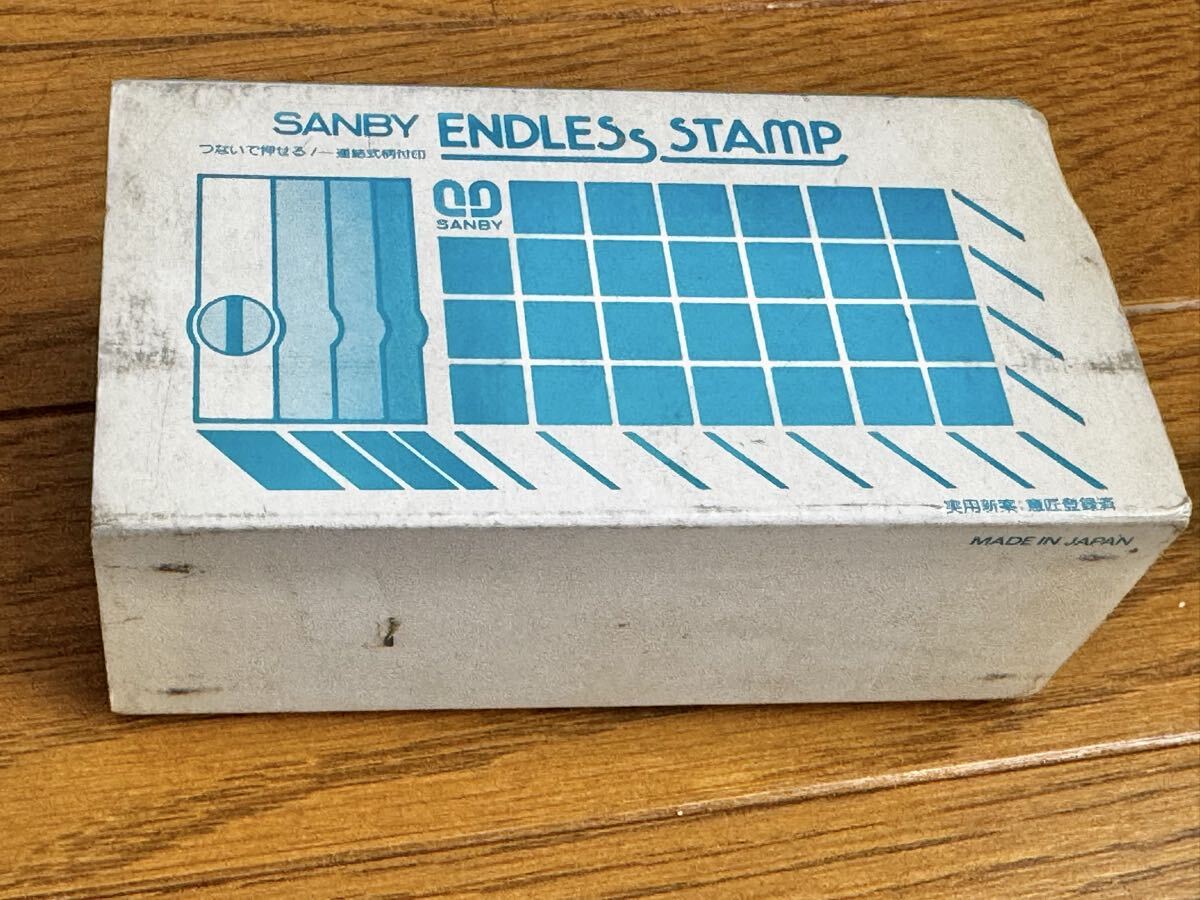 SANBY ENDLESS STAMP
つないで押せる!―連結式柄付印
SANBY
実用新案 意匠登録済
MADE IN JAPAN